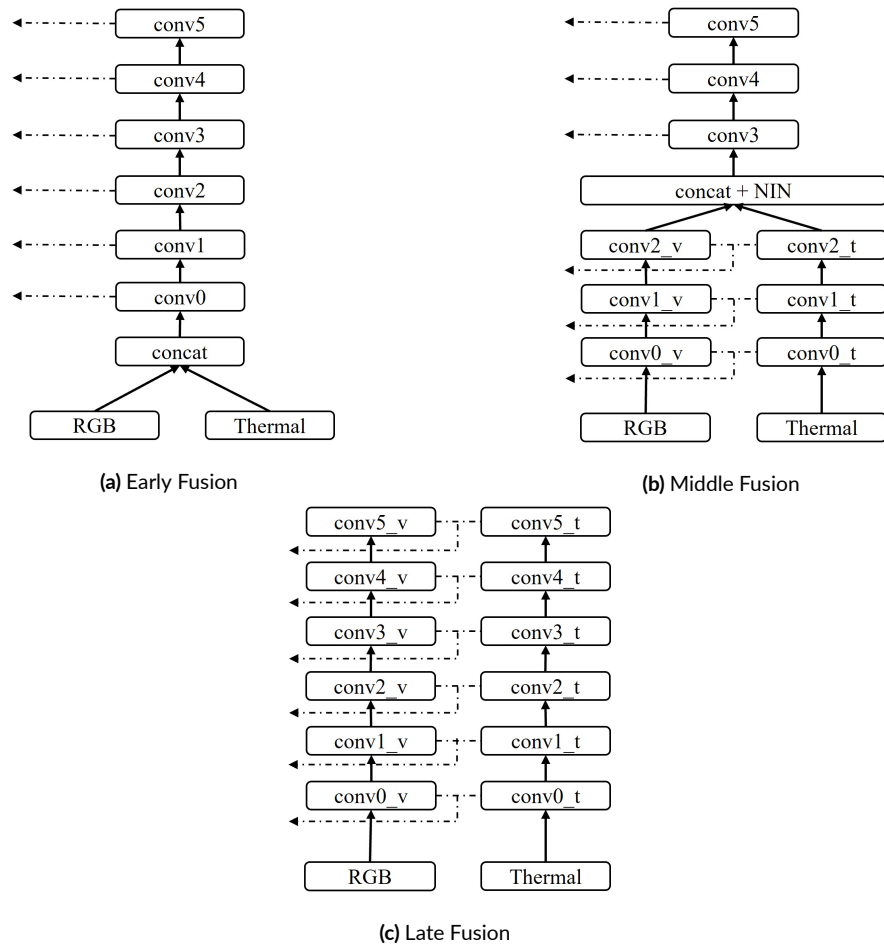 conv5
conv4
conv3
conv2
conv1
conv0
concat
RGB Thermal
(a) Early Fusion
conv5
conv4
conv3
concat + NIN
conv2_v conv2_t
conv1_v conv1_t
conv0_v conv0_t
RGB Thermal
(b) Middle Fusion
conv5_v conv5_t
conv4_v conv4_t
conv3_v conv3_t
conv2_v conv2_t
conv1_v conv1_t
conv0_v conv0_t
RGB Thermal
(c) Late Fusion